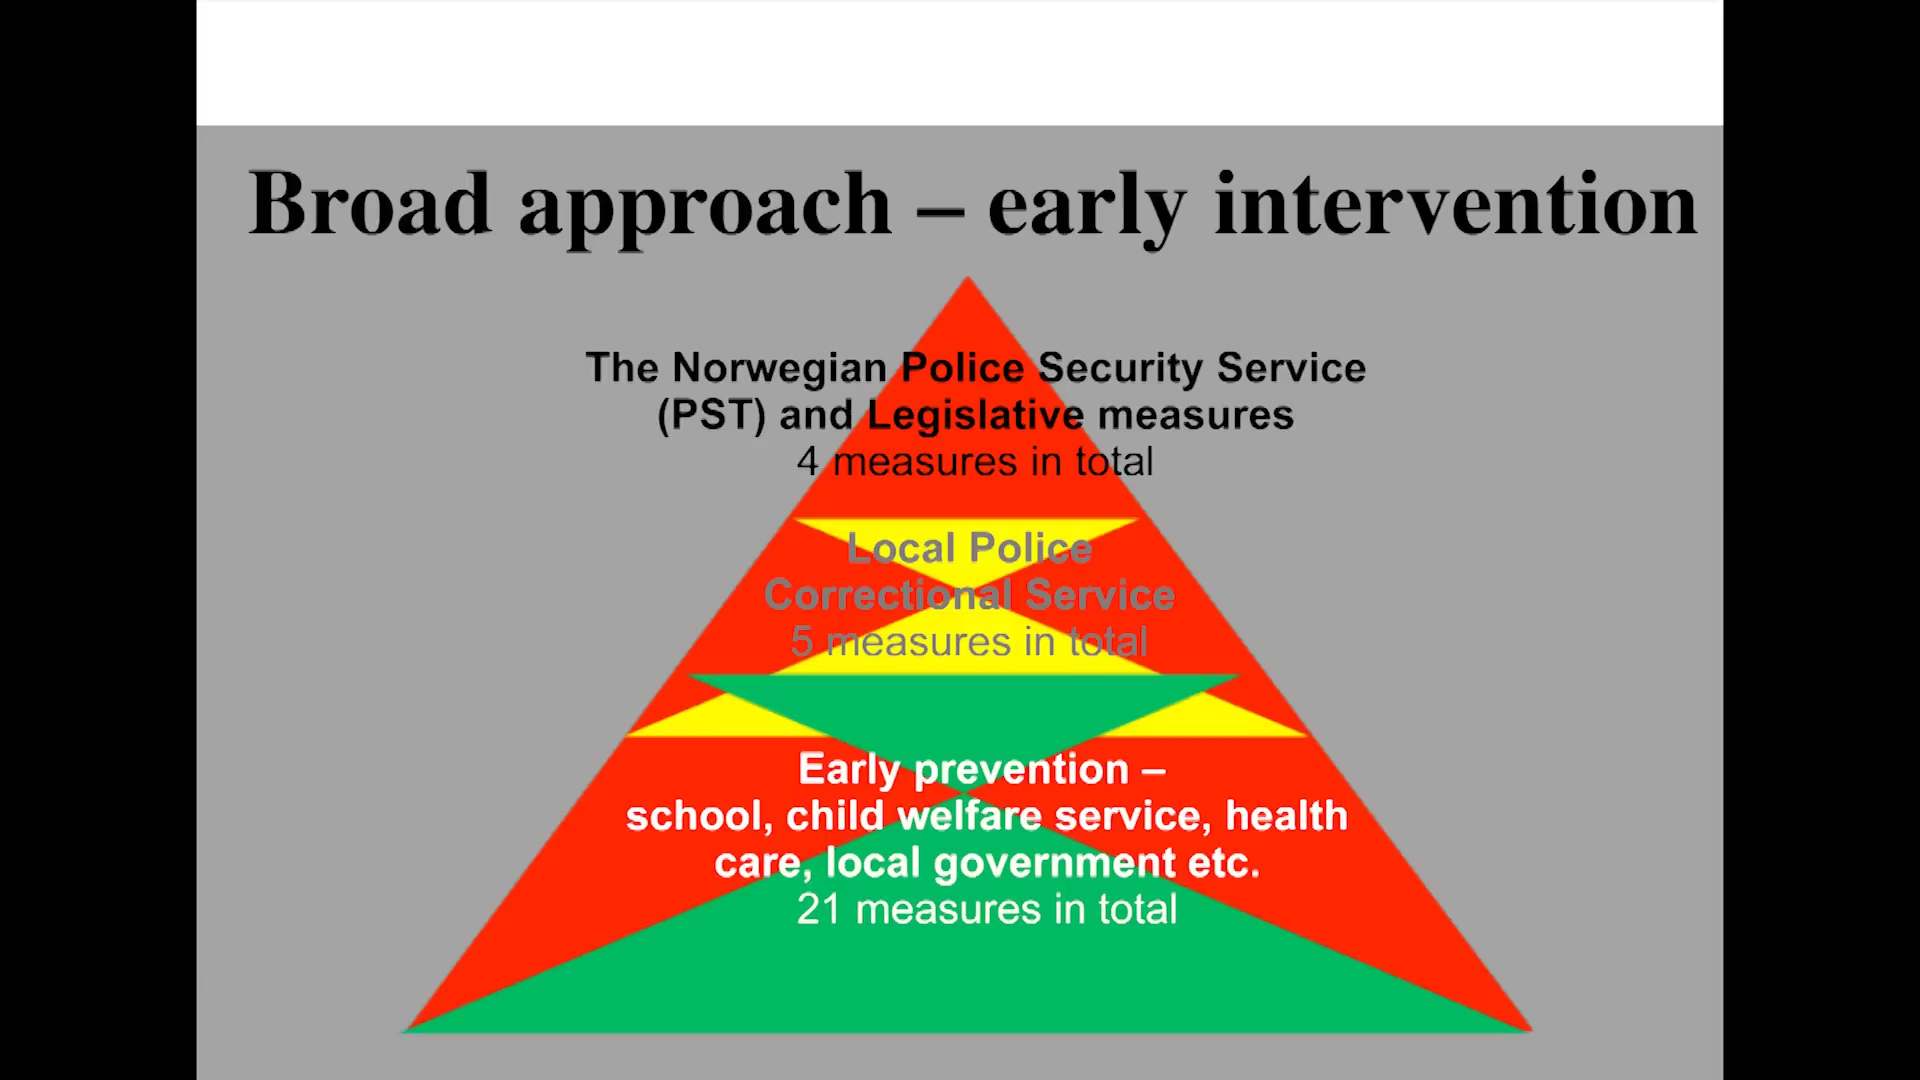 Broad approach – early intervention
The Norwegian Police Security Service
(PST) and Legislative measures
4 measures in total
Local Police
Correctional Service
5 measures in total
Early prevention –
school, child welfare service, health
care, local government etc.
21 measures in total